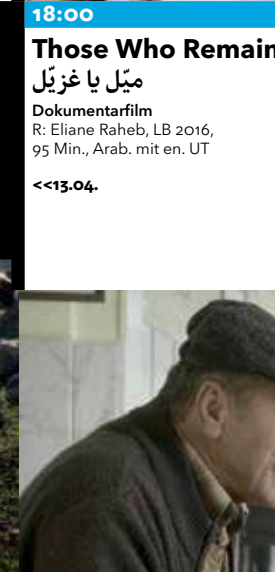 18:00
Those Who Remain
ميّل يا غزيّل
Dokumentarfilm
R: Eliane Raheb, LB 2016,
95 Min., Arab. mit en. UT
<<13.04.